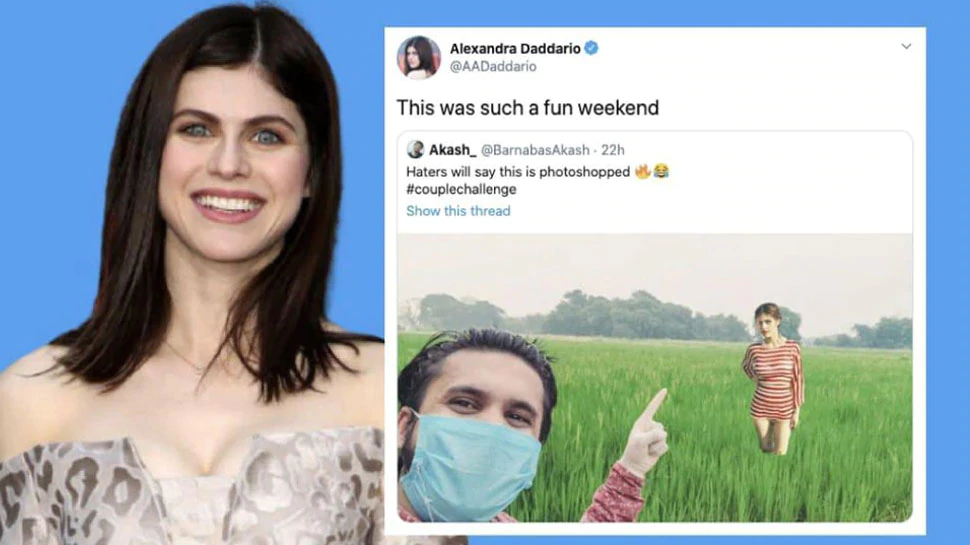 Alexandra Daddario
@AADaddario
This was such a fun weekend
Akash_ @BarnabasAkash · 22h
Haters will say this is photoshopped 🔥😂
#couplechallenge
Show this thread